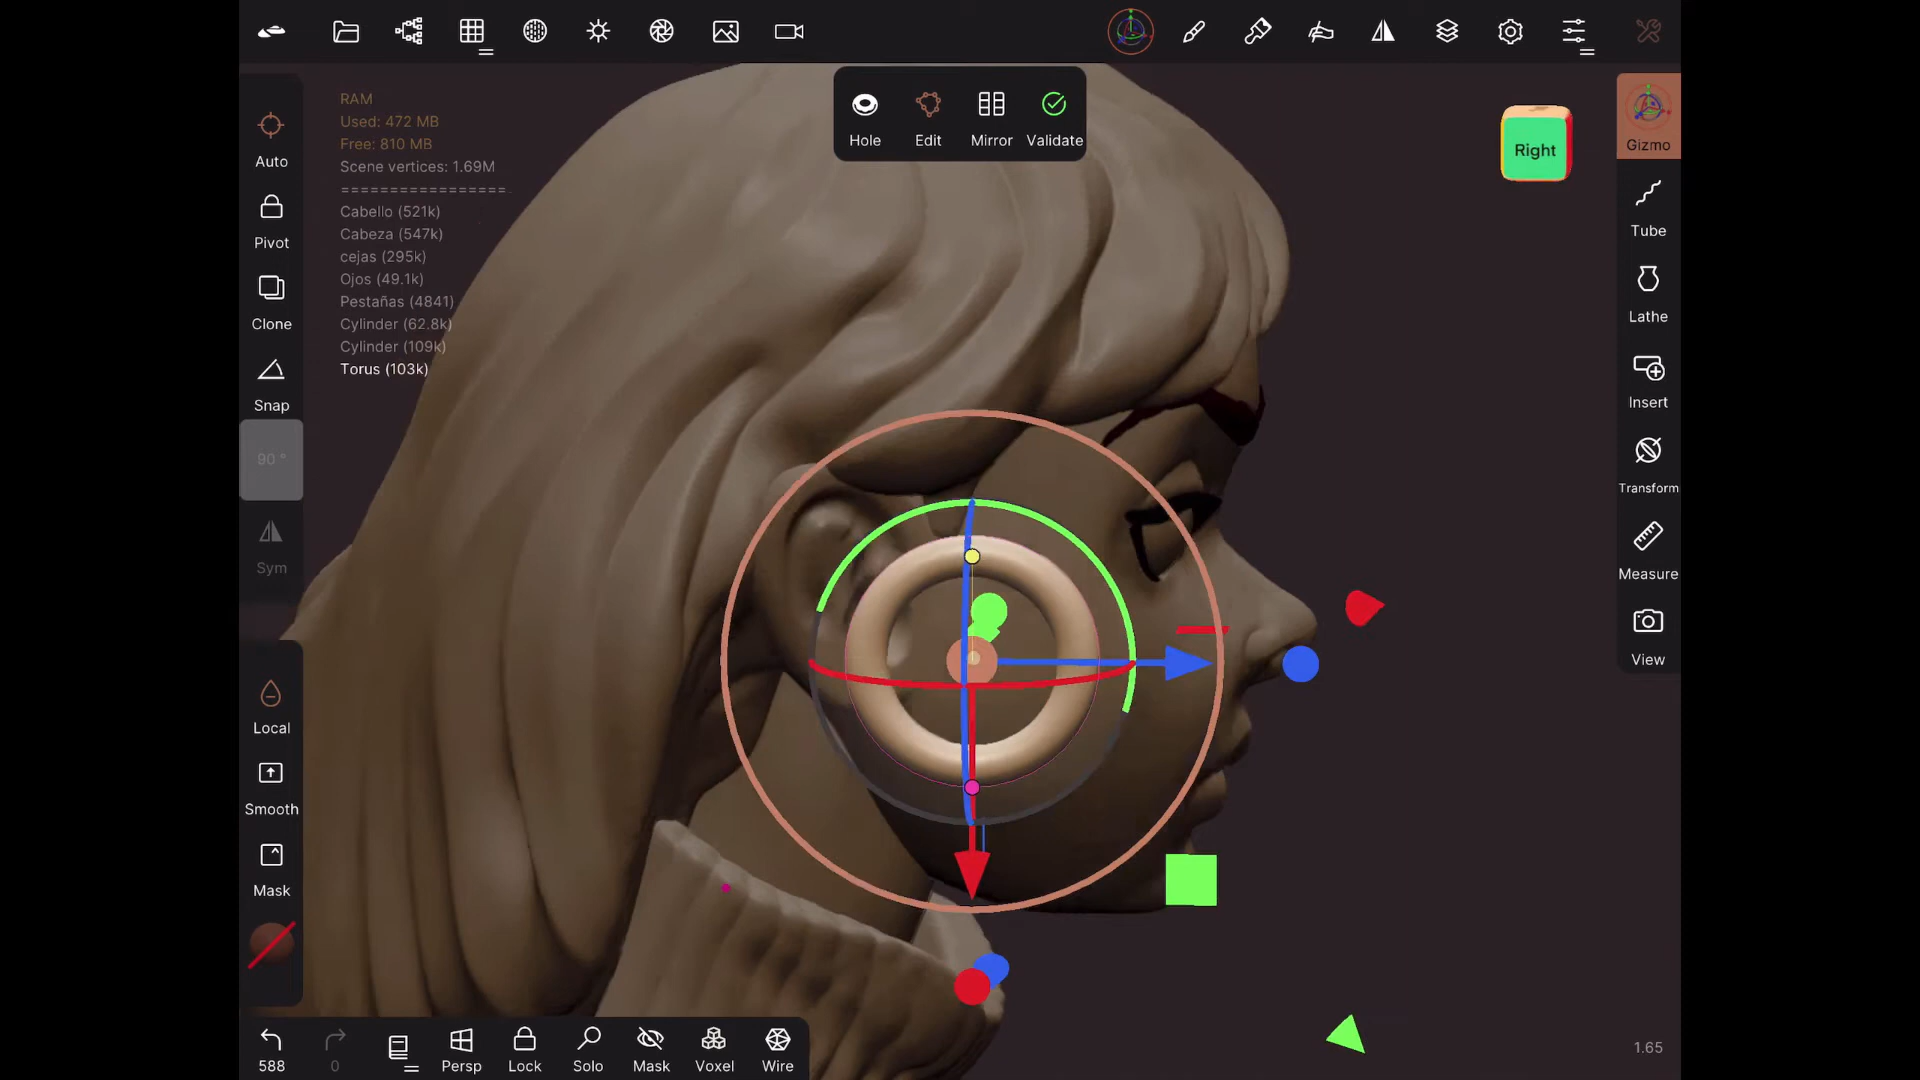 Hole
Edit
Mirror
Validate
RAM
Used: 472 MB
Free: 810 MB
Scene vertices: 1.69M
=================
Cabello (521k)
Cabeza (547k)
cejas (295k)
Ojos (49.1k)
Pestañas (4841)
Cylinder (62.8k)
Cylinder (109k)
Torus (103k)
Auto
Pivot
Clone
Snap
90 °
Sym
Local
Smooth
Mask
Right
Gizmo
Tube
Lathe
Insert
Transform
Measure
View
588
0
Persp
Lock
Solo
Mask
Voxel
Wire
1.65